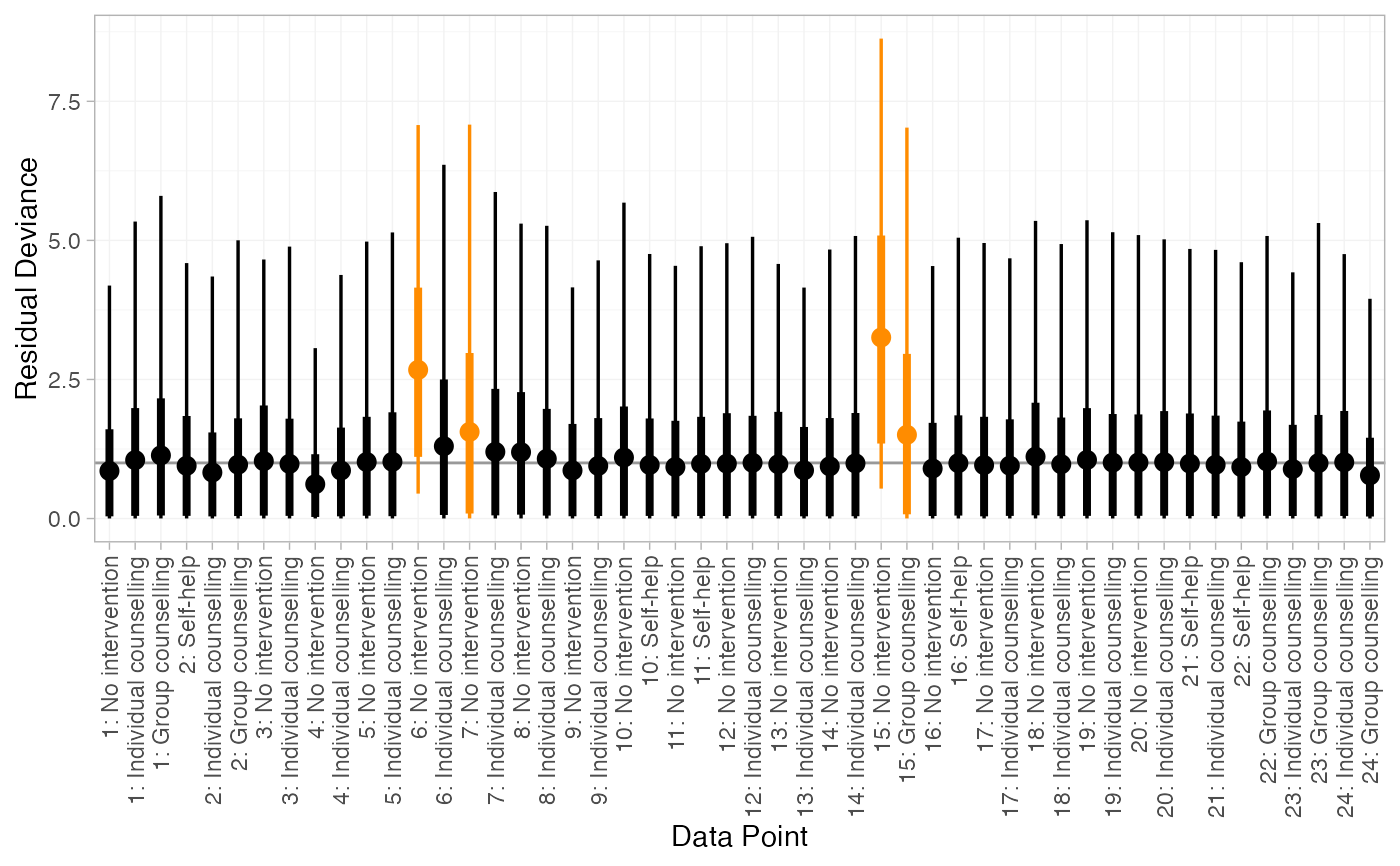 Residual Deviance
7.5
5.0
2.5
0.0
1: No intervention
1: Individual counselling
1: Group counselling
2: Self-help
2: Individual counselling
2: Group counselling
3: No intervention
3: Individual counselling
4: No intervention
4: Individual counselling
5: No intervention
5: Individual counselling
6: No intervention
6: Individual counselling
7: No intervention
7: Individual counselling
8: No intervention
8: Individual counselling
9: No intervention
9: Individual counselling
10: No intervention
10: Self-help
11: No intervention
11: Self-help
12: No intervention
12: Individual counselling
13: No intervention
13: Individual counselling
14: No intervention
14: Individual counselling
15: No intervention
15: Group counselling
16: No intervention
16: Self-help
17: No intervention
17: Individual counselling
18: No intervention
18: Individual counselling
19: No intervention
19: Individual counselling
20: No intervention
20: Individual counselling
21: Self-help
21: Individual counselling
22: Self-help
22: Group counselling
23: Individual counselling
23: Group counselling
24: Individual counselling
24: Group counselling
Data Point